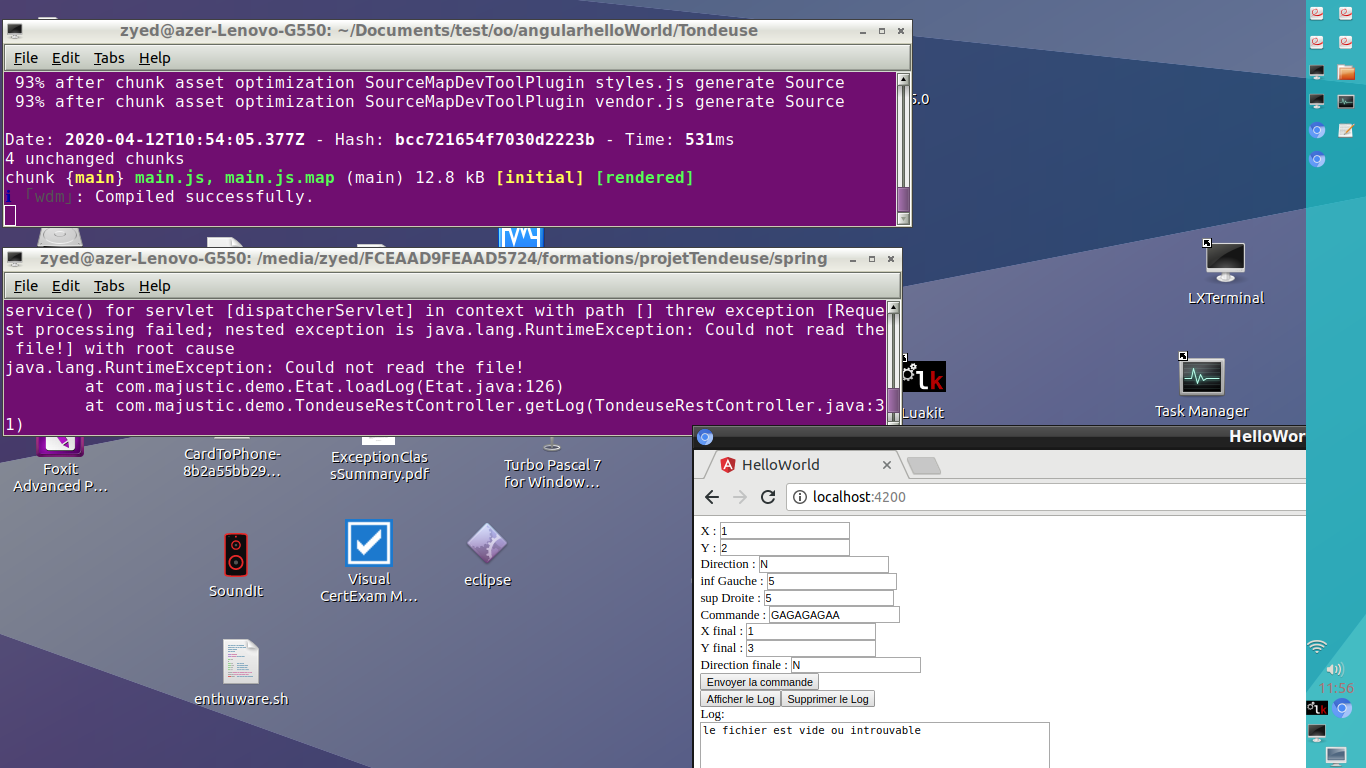 zyed@azer-Lenovo-G550: ~/Documents/test/oo/angularhelloWorld/Tondeuse
File Edit Tabs Help
93% after chunk asset optimization SourceMapDevToolPlugin styles.js generate Source
93% after chunk asset optimization SourceMapDevToolPlugin vendor.js generate Source
Date: 2020-04-12T10:54:05.377Z - Hash: bcc721654f7030d2223b - Time: 531ms
4 unchanged chunks
chunk {main} main.js, main.js.map (main) 12.8 kB [initial] [rendered]
ℹ ｢wdm｣: Compiled successfully.
5.0
zyed@azer-Lenovo-G550: /media/zyed/FCEAAD9FEAAD5724/formations/projetTendeuse/spring
File Edit Tabs Help
service() for servlet [dispatcherServlet] in context with path [] threw exception [Reque
st processing failed; nested exception is java.lang.RuntimeException: Could not read the
file!] with root cause
java.lang.RuntimeException: Could not read the file!
at com.majustic.demo.Etat.loadLog(Etat.java:126)
at com.majustic.demo.TondeuseRestController.getLog(TondeuseRestController.java:3
1)
LXTerminal
lk
Luakit
Task Manager
Foxit
Advanced P...
CardToPhone-
8b2a55bb29...
ExceptionClas
sSummary.pdf
Turbo Pascal 7
for Window...
SoundIt
Visual
CertExam M...
eclipse
enthuware.sh
HelloWor
HelloWorld
localhost:4200
X : 1
Y : 2
Direction : N
inf Gauche : 5
sup Droite : 5
Commande : GAGAGAGAA
X final : 1
Y final : 3
Direction finale : N
Envoyer la commande
Afficher le Log Supprimer le Log
Log:
le fichier est vide ou introuvable
11:56
lk